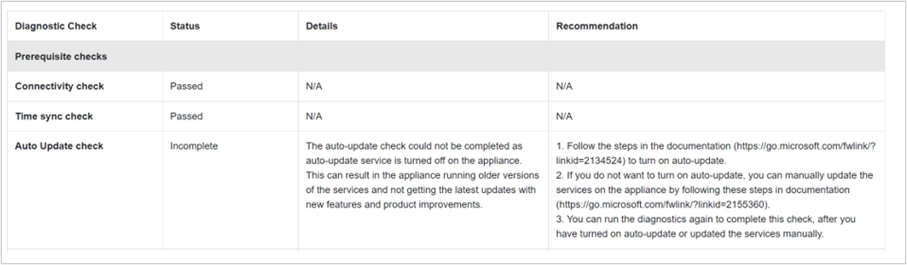 Diagnostic Check Status Details Recommendation
Prerequisite checks
Connectivity check Passed N/A N/A
Time sync check Passed N/A N/A
Auto Update check Incomplete
The auto-update check could not be completed as
auto-update service is turned off on the appliance.
This can result in the appliance running older versions
of the services and not getting the latest updates with
new features and product improvements.
1. Follow the steps in the documentation (https://go.microsoft.com/fwlink/?
linkid=2134524) to turn on auto-update.
2. If you do not want to turn on auto-update, you can manually update the
services on the appliance by following these steps in documentation
(https://go.microsoft.com/fwlink/?linkid=2155360).
3. You can run the diagnostics again to complete this check, after you
have turned on auto-update or updated the services manually.